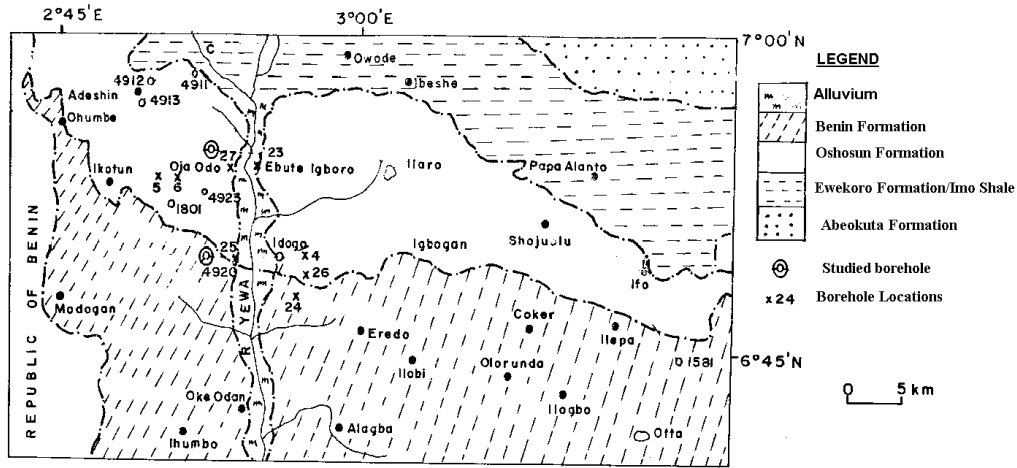 2°45'E
3°00'E
7°00'N
C
Owode
Ibeshe
49120
4911
4913
Adeshin
Ohumbe
27
23
Oja Odo
Ebute Igboro
Ilaro
Papa Alanto
Ikotun
5
6
4923
1801
25
Idogo
4
4920
26
24
Igbogan
Shojuolu
Ifo
REPUBLIC OF BENIN
R YEWA
Madogan
Eredo
Coker
Ilepa
1581
6°45'N
Ilobi
Olorunda
Ilogbo
Oke Odan
Ihumbo
Alagba
Otta
LEGEND
Alluvium
Benin Formation
Oshosun Formation
Ewekoro Formation/Imo Shale
Abeokuta Formation
Studied borehole
x 24 Borehole Locations
0 5 km